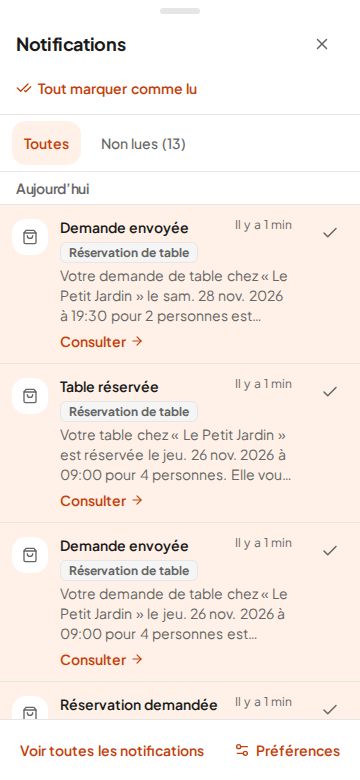 Notifications
Tout marquer comme lu
Toutes
Non lues (13)
Aujourd'hui
Demande envoyée
Il y a 1 min
Réservation de table
Votre demande de table chez « Le
Petit Jardin » le sam. 28 nov. 2026
à 19:30 pour 2 personnes est...
Consulter
Table réservée
Il y a 1 min
Réservation de table
Votre table chez « Le Petit Jardin »
est réservée le jeu. 26 nov. 2026 à
09:00 pour 4 personnes. Elle vou...
Consulter
Demande envoyée
Il y a 1 min
Réservation de table
Votre demande de table chez « Le
Petit Jardin » le jeu. 26 nov. 2026 à
09:00 pour 4 personnes est...
Consulter
Réservation demandée
Il y a 1 min
Voir toutes les notifications
Préférences